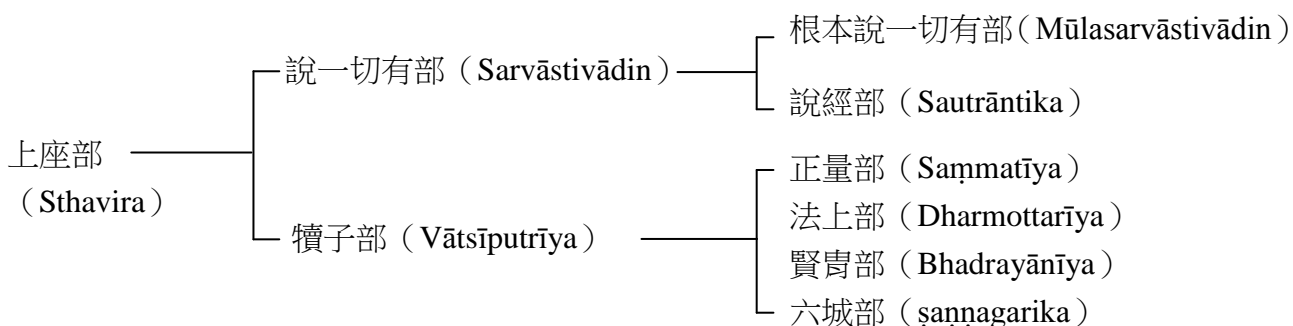 根本說一切有部（Mūlasarvāstivādin）
說一切有部（Sarvāstivādin）
說經部（Sautrāntika）
上座部
（Sthavira）
正量部（Saṃmatīya）
法上部（Dharmottarīya）
犢子部（Vātsīputrīya）
賢冑部（Bhadrayānīya）
六城部（ṣaṇṇagarika）